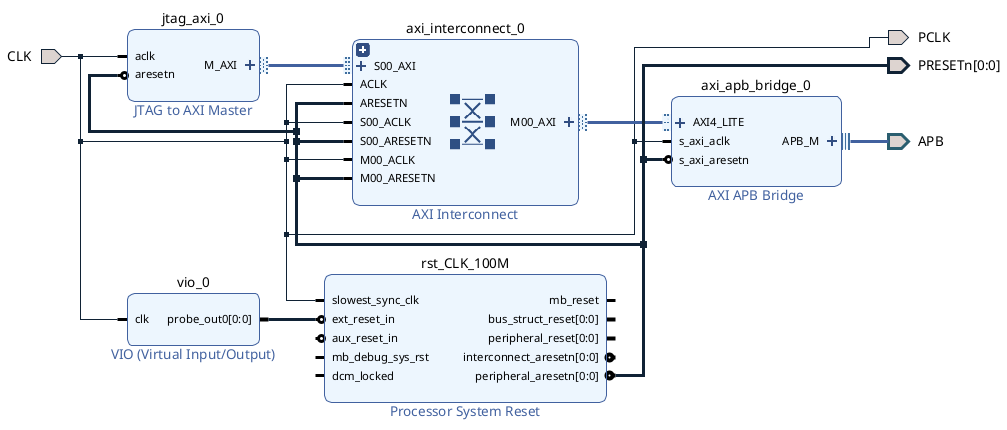 CLK
jtag_axi_0
aclk
aresetn
M_AXI
JTAG to AXI Master
axi_interconnect_0
S00_AXI
ACLK
ARESETN
S00_ACLK
S00_ARESETN
M00_ACLK
M00_ARESETN
M00_AXI
AXI Interconnect
PCLK
PRESETn[0:0]
axi_apb_bridge_0
AXI4_LITE
s_axi_aclk
s_axi_aresetn
APB_M
AXI APB Bridge
APB
vio_0
clk
probe_out0[0:0]
VIO (Virtual Input/Output)
rst_CLK_100M
slowest_sync_clk
ext_reset_in
aux_reset_in
mb_debug_sys_rst
dcm_locked
mb_reset
bus_struct_reset[0:0]
peripheral_reset[0:0]
interconnect_aresetn[0:0]
peripheral_aresetn[0:0]
Processor System Reset